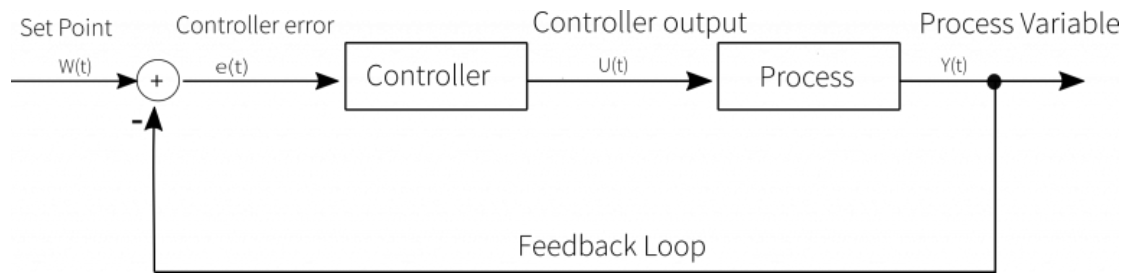 Set Point
Controller error
Controller output
Process Variable
W(t)
+
e(t)
Controller
U(t)
Process
Y(t)
-
Feedback Loop